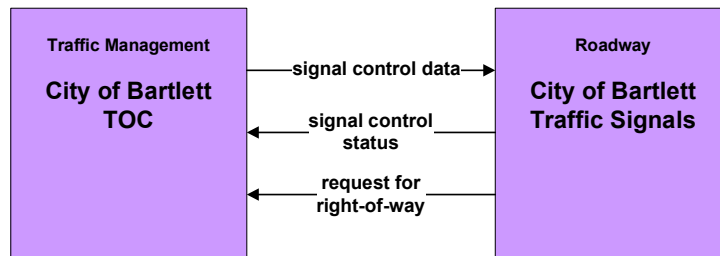 Traffic Management
City of Bartlett
TOC
signal control data
signal control
status
request for
right-of-way
Roadway
City of Bartlett
Traffic Signals